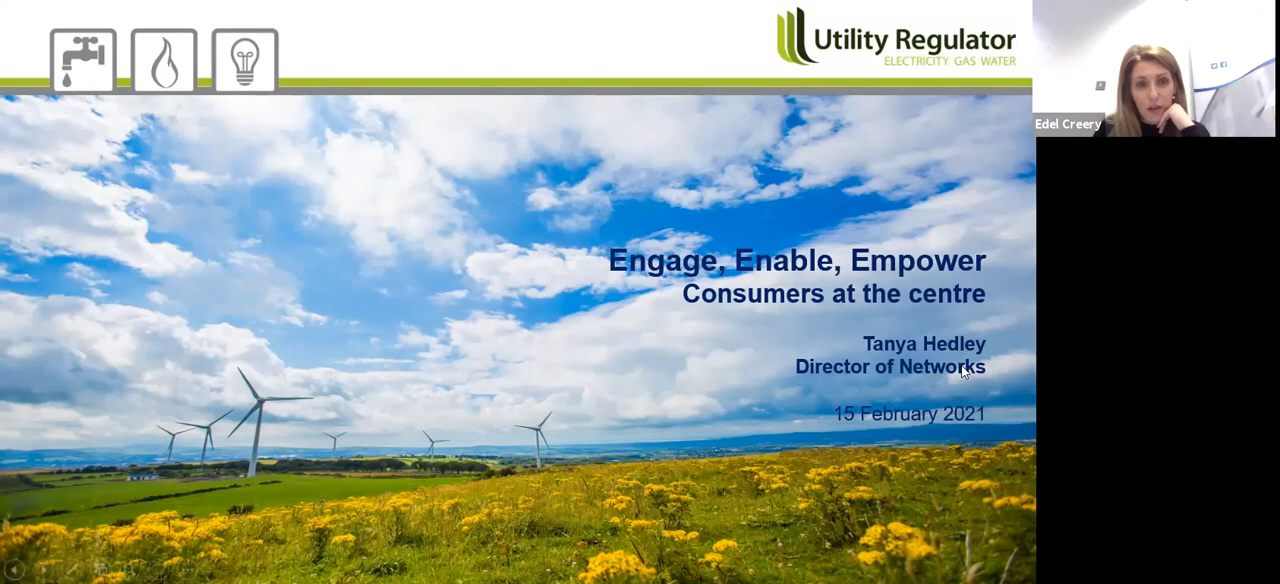 Utility Regulator
ELECTRICITY GAS WATER
Edel Creery
Engage, Enable, Empower
Consumers at the centre
Tanya Hedley
Director of Networks
15 February 2021